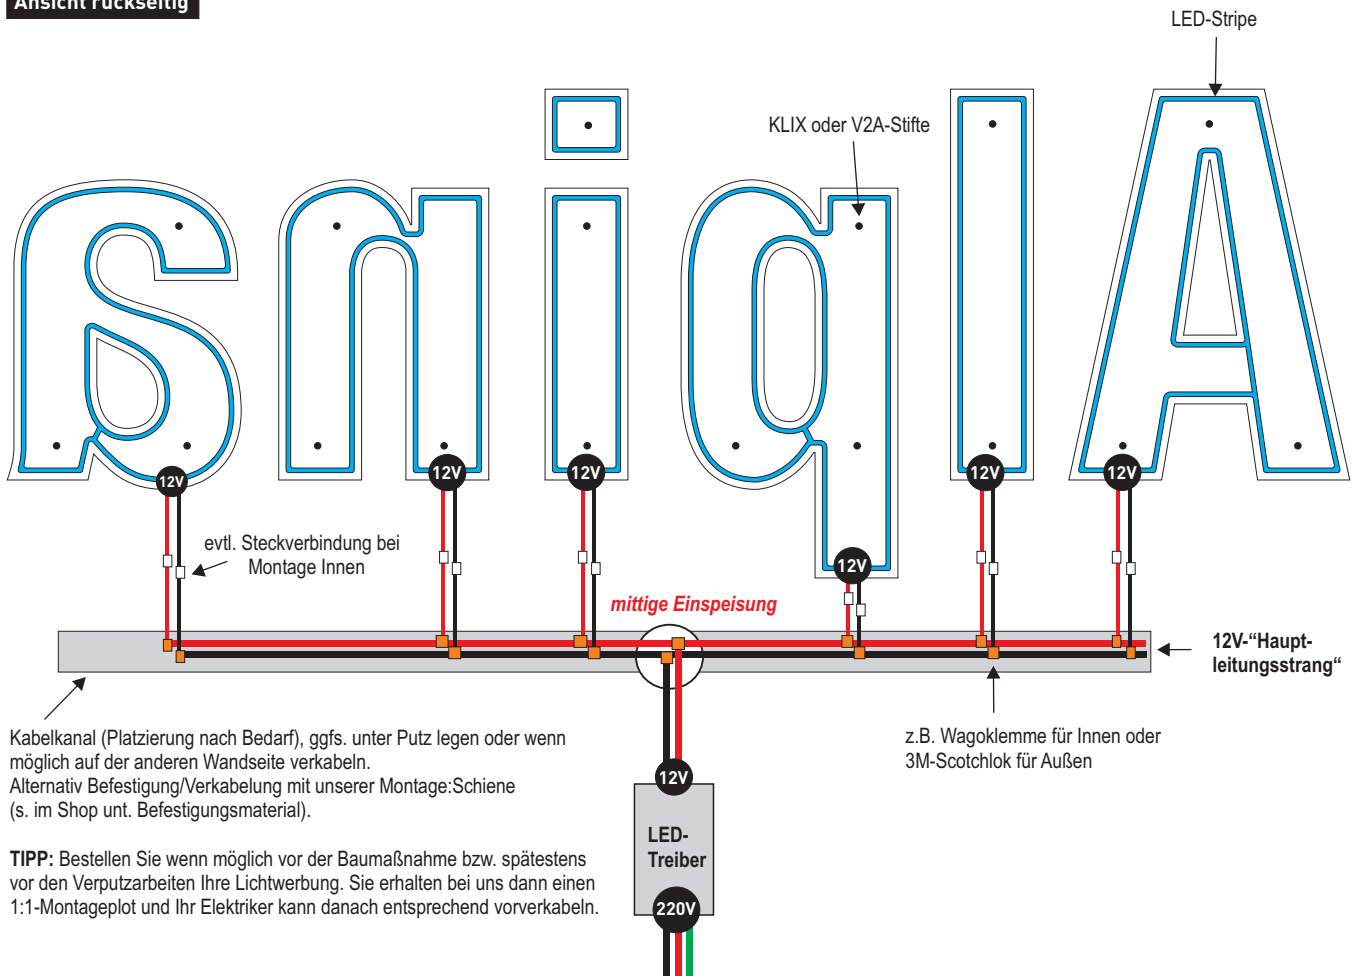 Ansicht rückseitig
LED-Stripe
KLIX oder V2A-Stifte
Alpina
12V
12V
12V
12V
12V
12V
evtl. Steckverbindung bei
Montage Innen
mittige Einspeisung
12V-“Haupt-
leitungsstrang“
Kabelkanal (Platzierung nach Bedarf), ggfs. unter Putz legen oder wenn
möglich auf der anderen Wandseite verkabeln.
Alternativ Befestigung/Verkabelung mit unserer Montage:Schiene
(s. im Shop unt. Befestigungsmaterial).
z.B. Wagoklemme für Innen oder
3M-Scotchlok für Außen
12V
LED-
Treiber
220V
TIPP: Bestellen Sie wenn möglich vor der Baumaßnahme bzw. spätestens
vor den Verputzarbeiten Ihre Lichtwerbung. Sie erhalten bei uns dann einen
1:1-Montageplot und Ihr Elektriker kann danach entsprechend vorverkabeln.